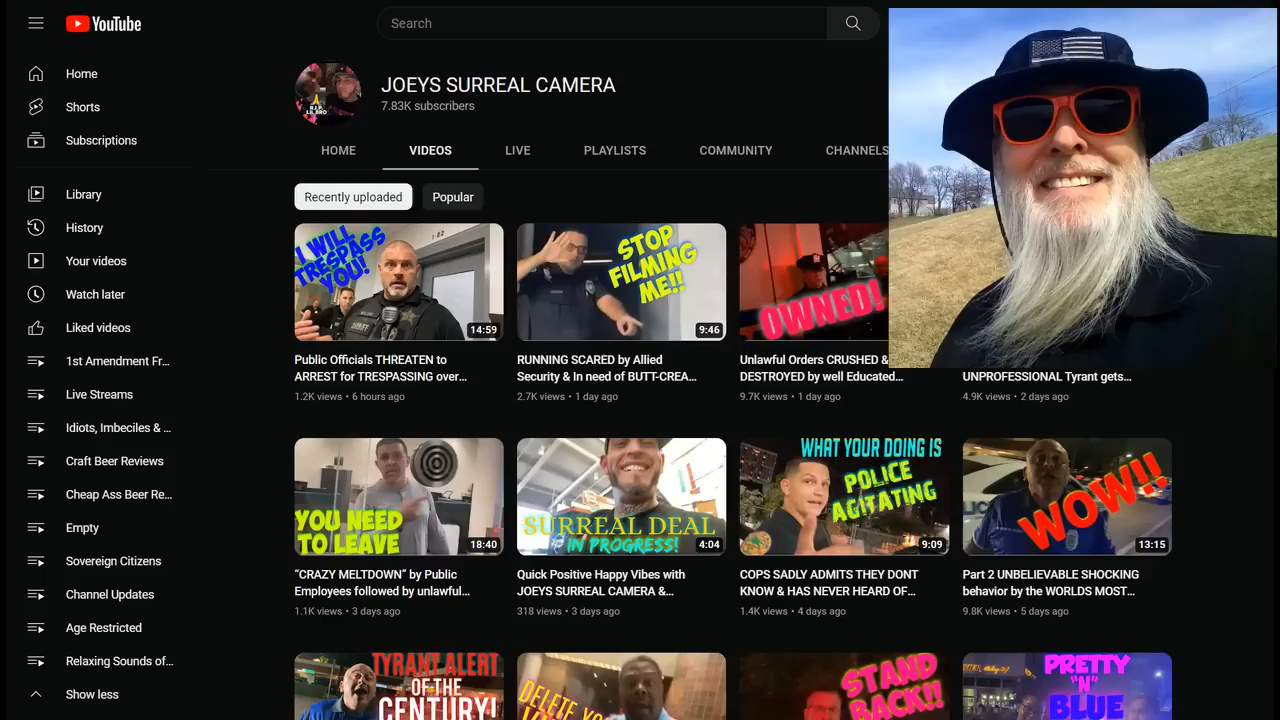 YouTube
Search
Home
Shorts
Subscriptions
Library
History
Your videos
Watch later
Liked videos
1st Amendment Fr...
Live Streams
Idiots, Imbeciles & ...
Craft Beer Reviews
Cheap Ass Beer Re...
Empty
Sovereign Citizens
Channel Updates
Age Restricted
Relaxing Sounds of...
Show less
R.I.P.
LIL BRO
JOEYS SURREAL CAMERA
7.83K subscribers
HOME
VIDEOS
LIVE
PLAYLISTS
COMMUNITY
CHANNELS
Recently uploaded
Popular
I WILL
TRESPASS
YOU!
1-02
SHERIFF
14:59
Public Officials THREATEN to
ARREST for TRESPASSING over...
1.2K views • 6 hours ago
STOP
FILMING
ME!!
9:46
RUNNING SCARED by Allied
Security & In need of BUTT-CREA...
2.7K views • 1 day ago
OWNED!
Unlawful Orders CRUSHED &
DESTROYED by well Educated...
9.7K views • 1 day ago
UNPROFESSIONAL Tyrant gets...
4.9K views • 2 days ago
YOU NEED
TO LEAVE
18:40
“CRAZY MELTDOWN” by Public
Employees followed by unlawful...
1.1K views • 3 days ago
SURREAL DEAL
IN PROGRESS!
4:04
Quick Positive Happy Vibes with
JOEYS SURREAL CAMERA &...
318 views • 3 days ago
WHAT YOUR DOING IS
POLICE
AGITATING
9:09
COPS SADLY ADMITS THEY DONT
KNOW & HAS NEVER HEARD OF...
1.4K views • 4 days ago
WOW!!
13:15
Part 2 UNBELIEVABLE SHOCKING
behavior by the WORLDS MOST...
9.8K views • 5 days ago
TYRANT ALERT
OF THE
CENTURY!
DELETE
STAND
BACK!!
PRETTY
"N"
BLUE